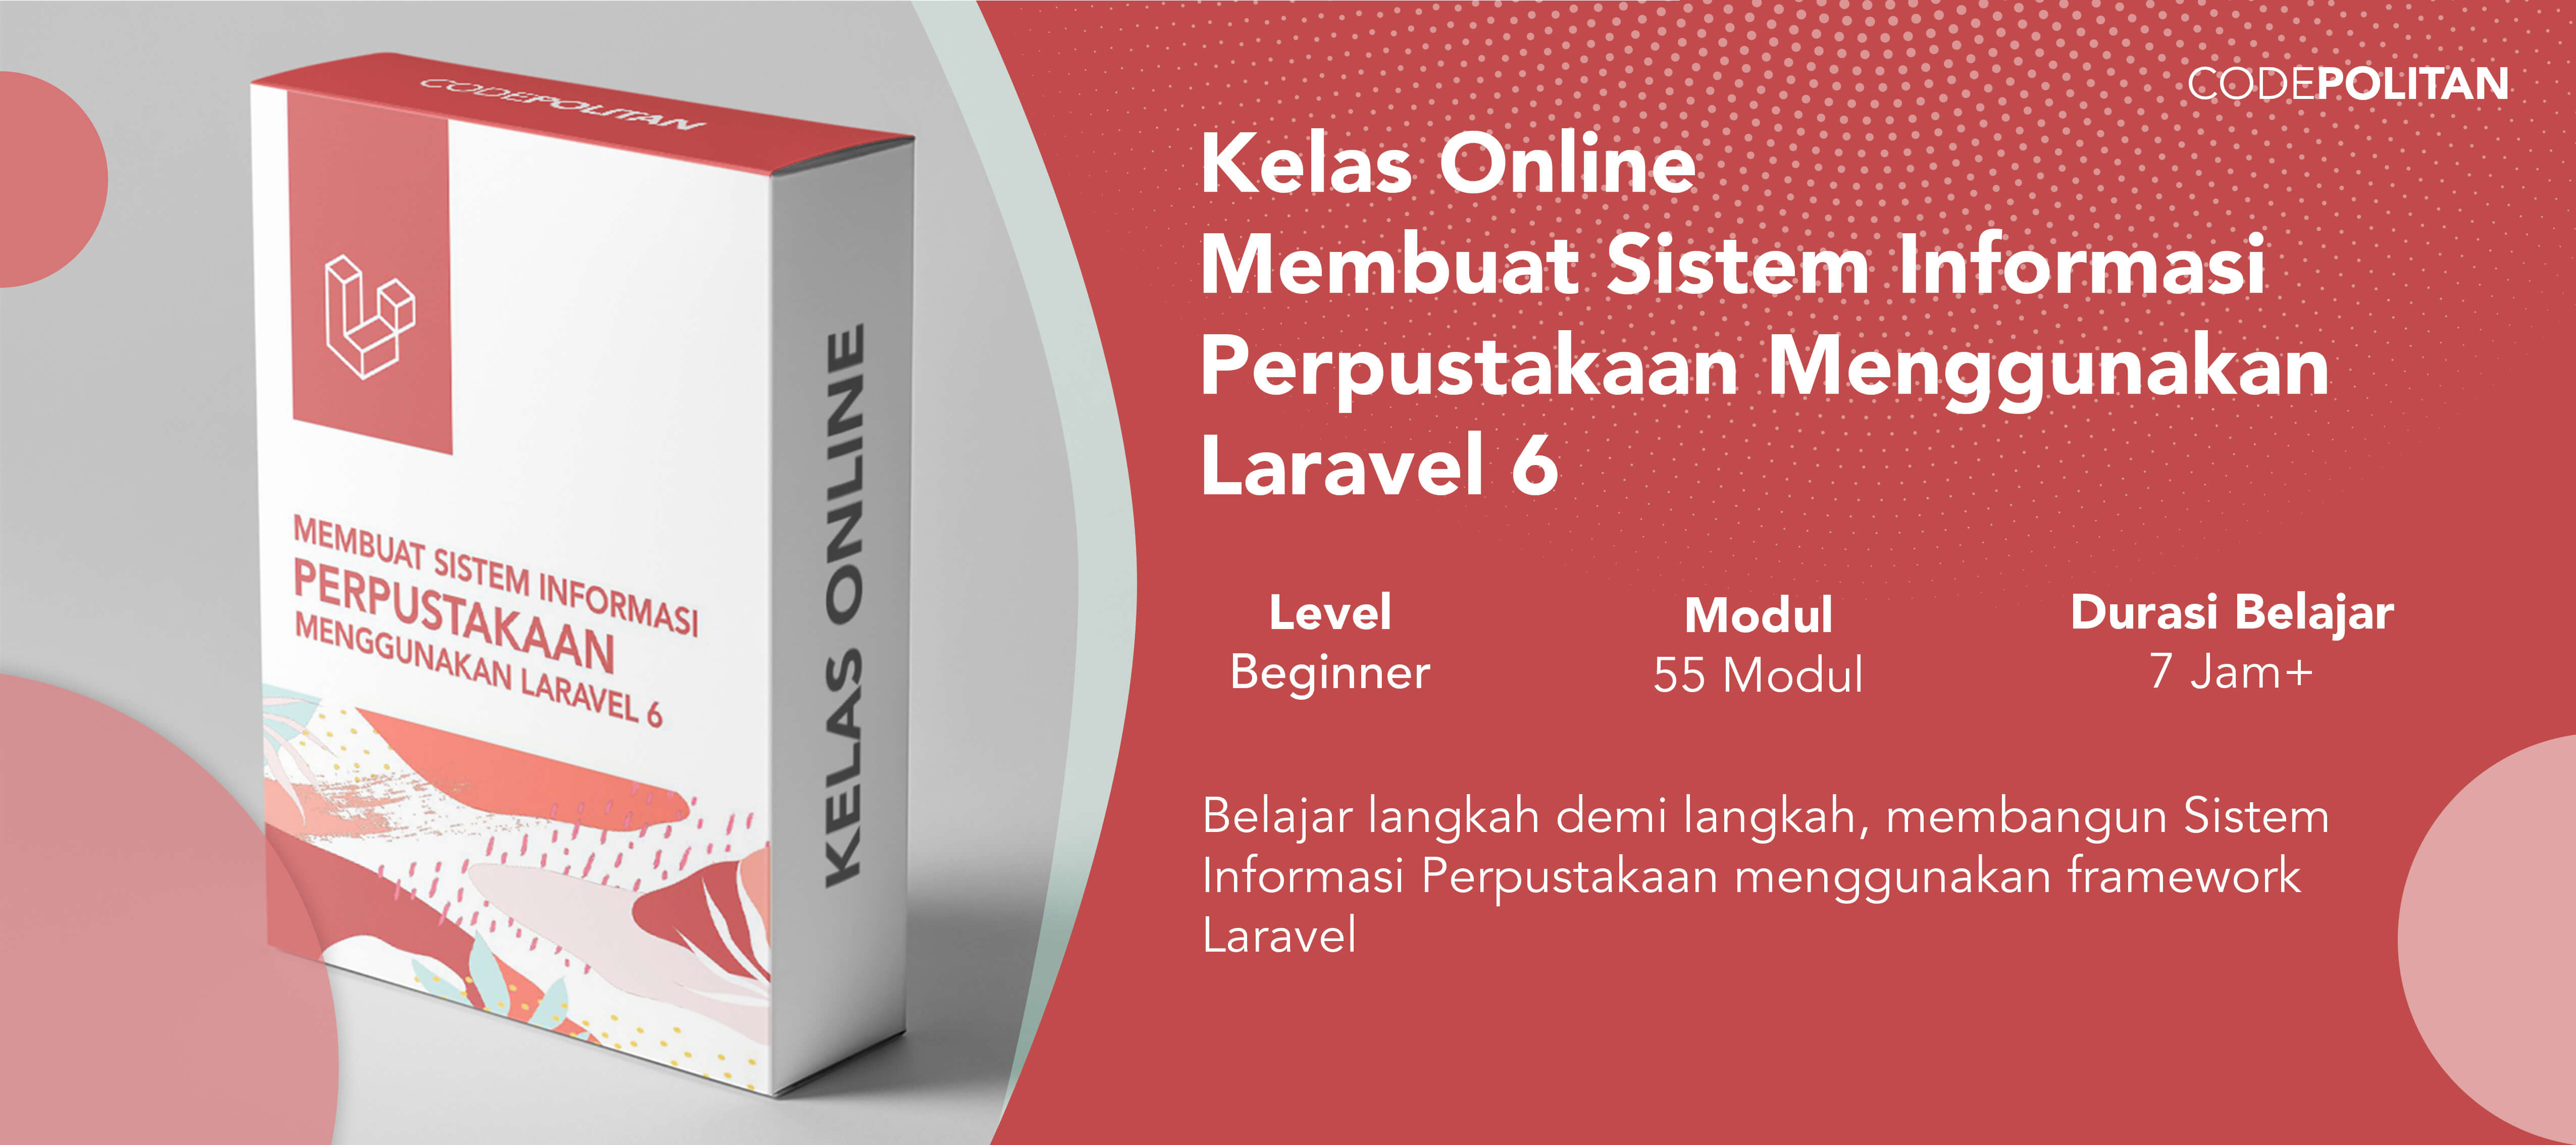 CODEPOLITAN
MEMBUAT SISTEM INFORMASI
PERPUSTAKAAN
MENGGUNAKAN LARAVEL 6
KELAS ONLINE
CODEPOLITAN
Kelas Online
Membuat Sistem Informasi
Perpustakaan Menggunakan
Laravel 6
Level
Beginner
Modul
55 Modul
Durasi Belajar
7 Jam+
Belajar langkah demi langkah, membangun Sistem
Informasi Perpustakaan menggunakan framework
Laravel